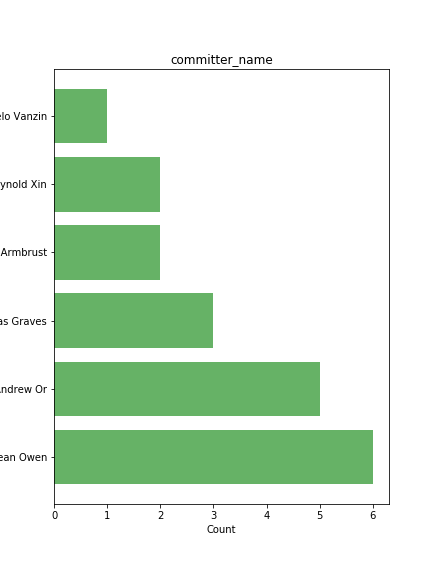 committer_name
elo Vanzin
ynold Xin
Armbrust
as Graves
Andrew Or
ean Owen
0 1 2 3 4 5 6
Count